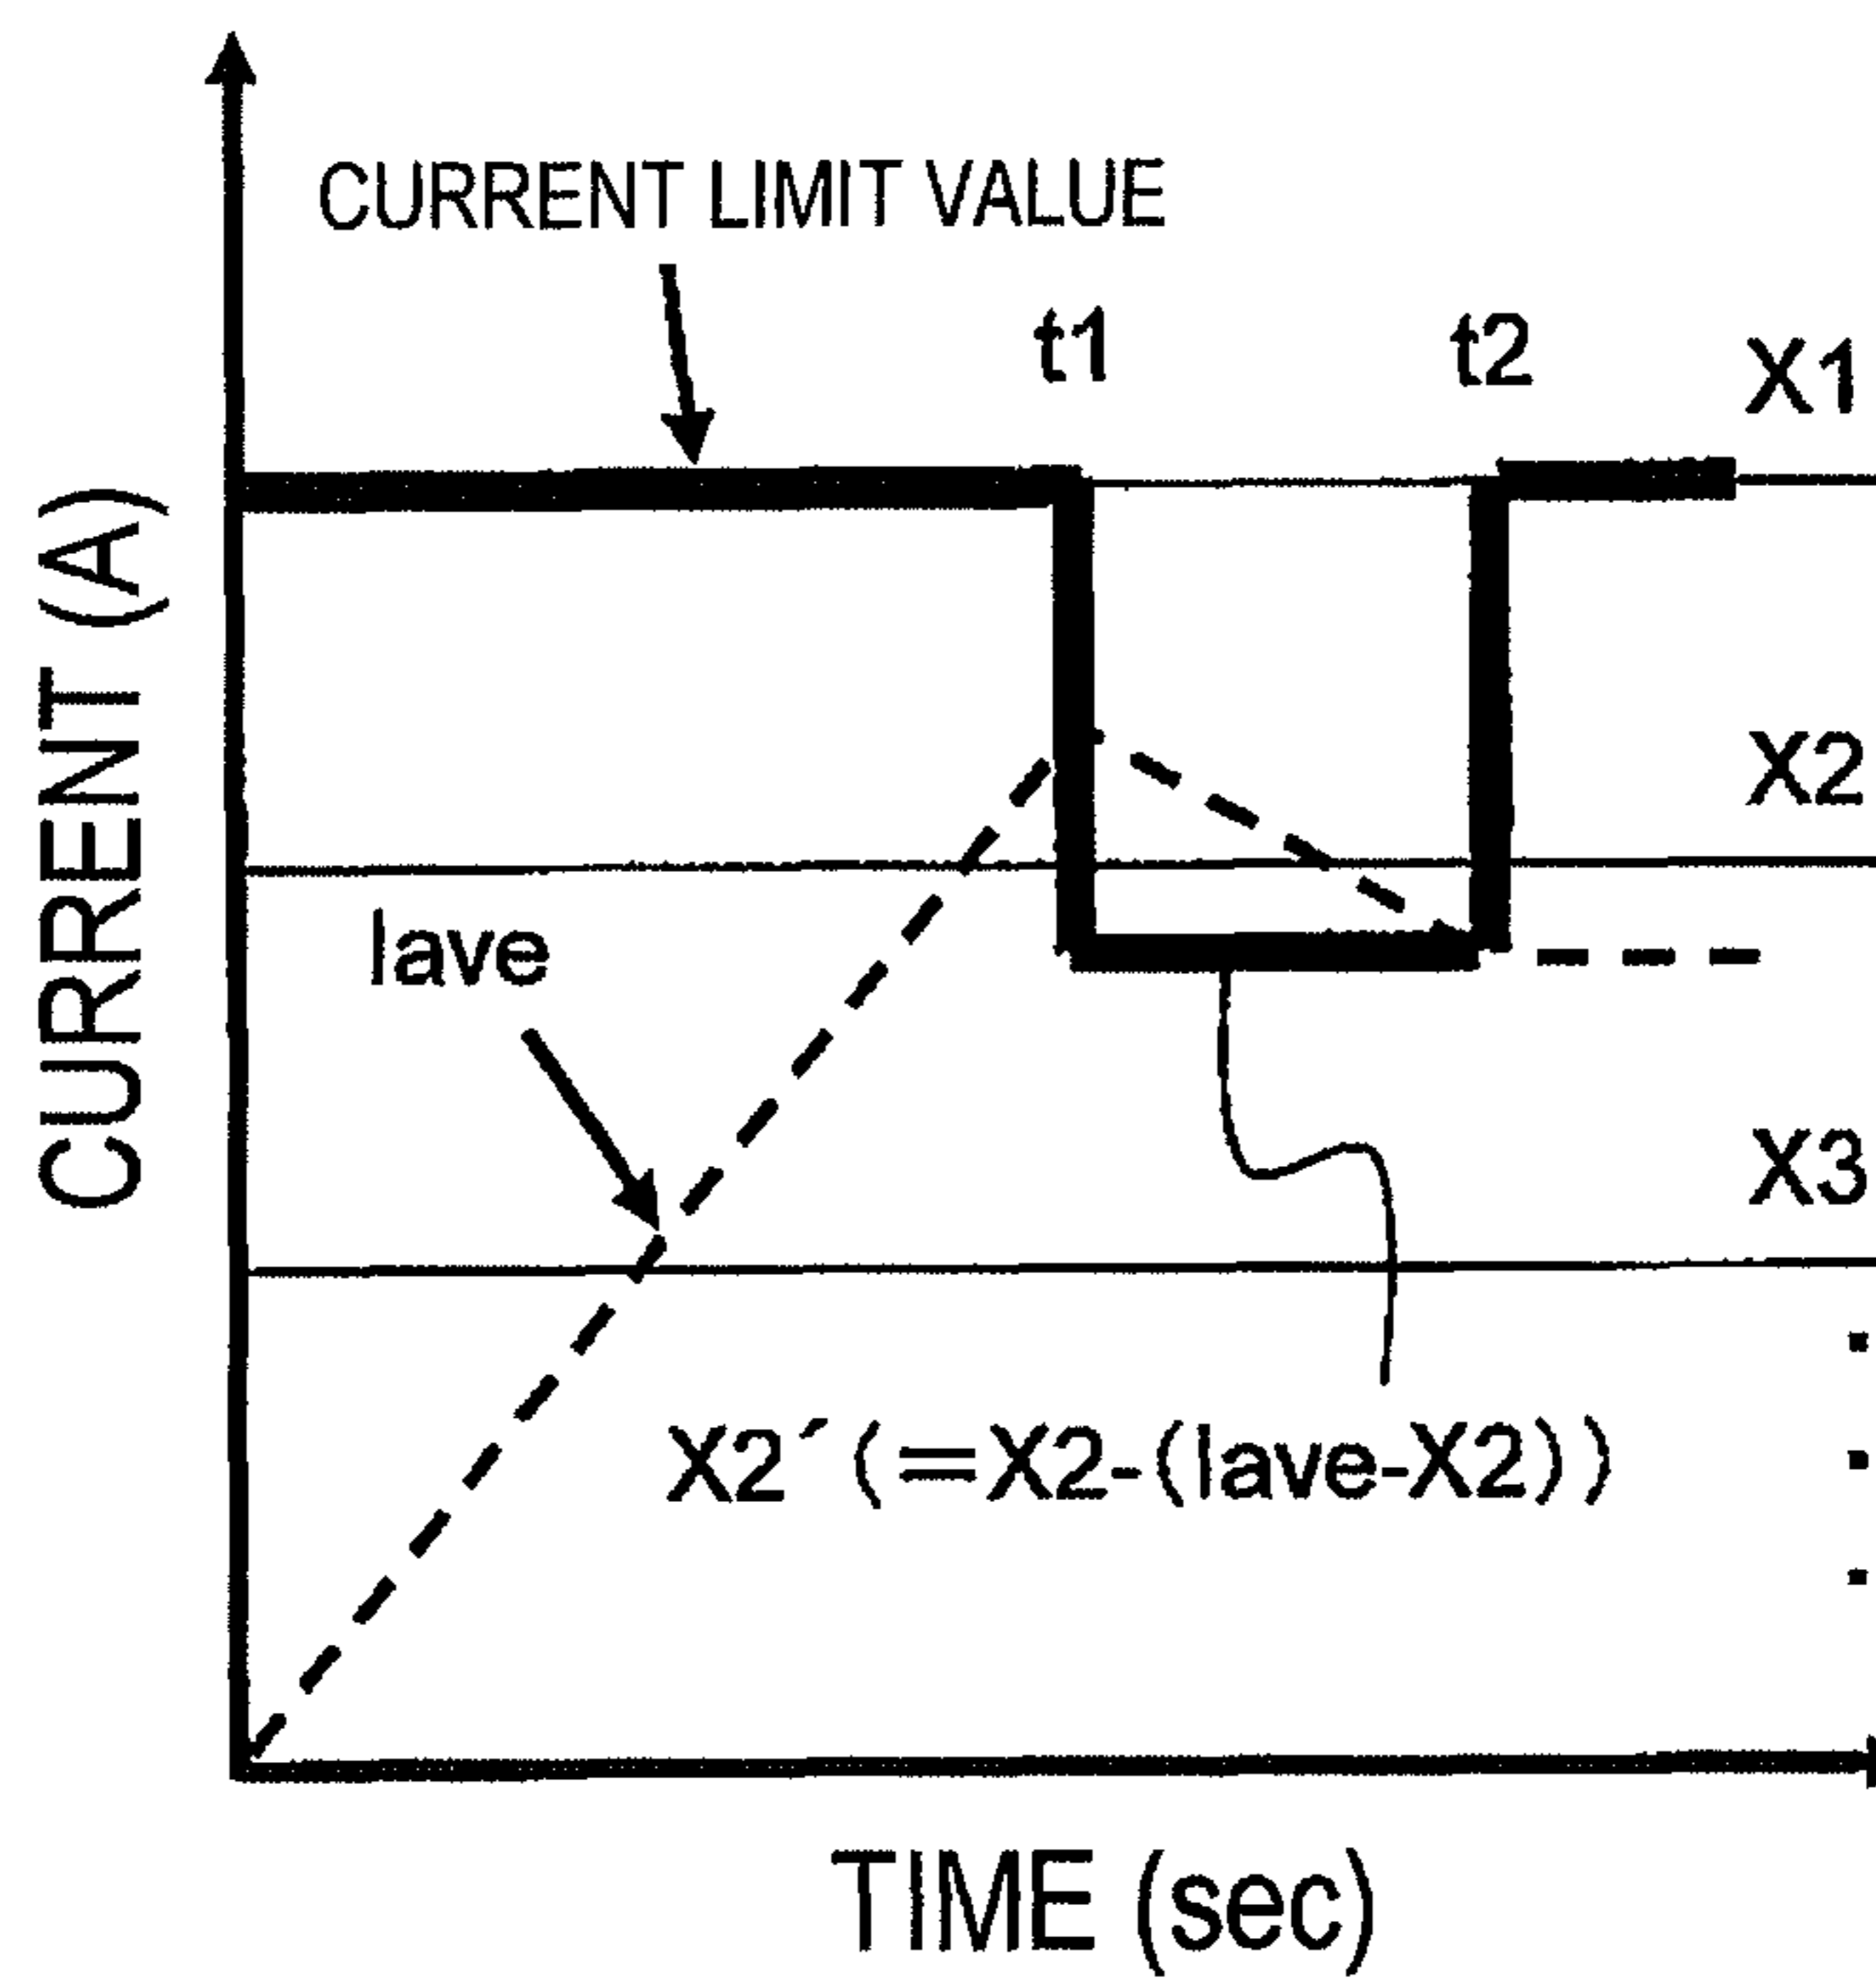 CURRENT LIMIT VALUE
t1
t2
X1
CURRENT (A)
X2
Iave
X3
X2´(=X2-(Iave-X2))
TIME (sec)